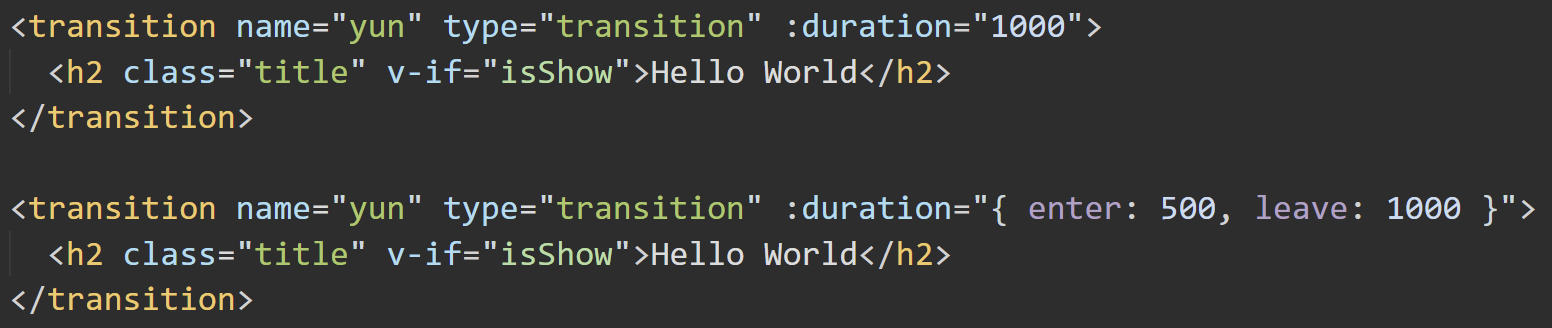 <transition name="yun" type="transition" :duration="1000">
  <h2 class="title" v-if="isShow">Hello World</h2>
</transition>

<transition name="yun" type="transition" :duration="{ enter: 500, leave: 1000 }">
  <h2 class="title" v-if="isShow">Hello World</h2>
</transition>